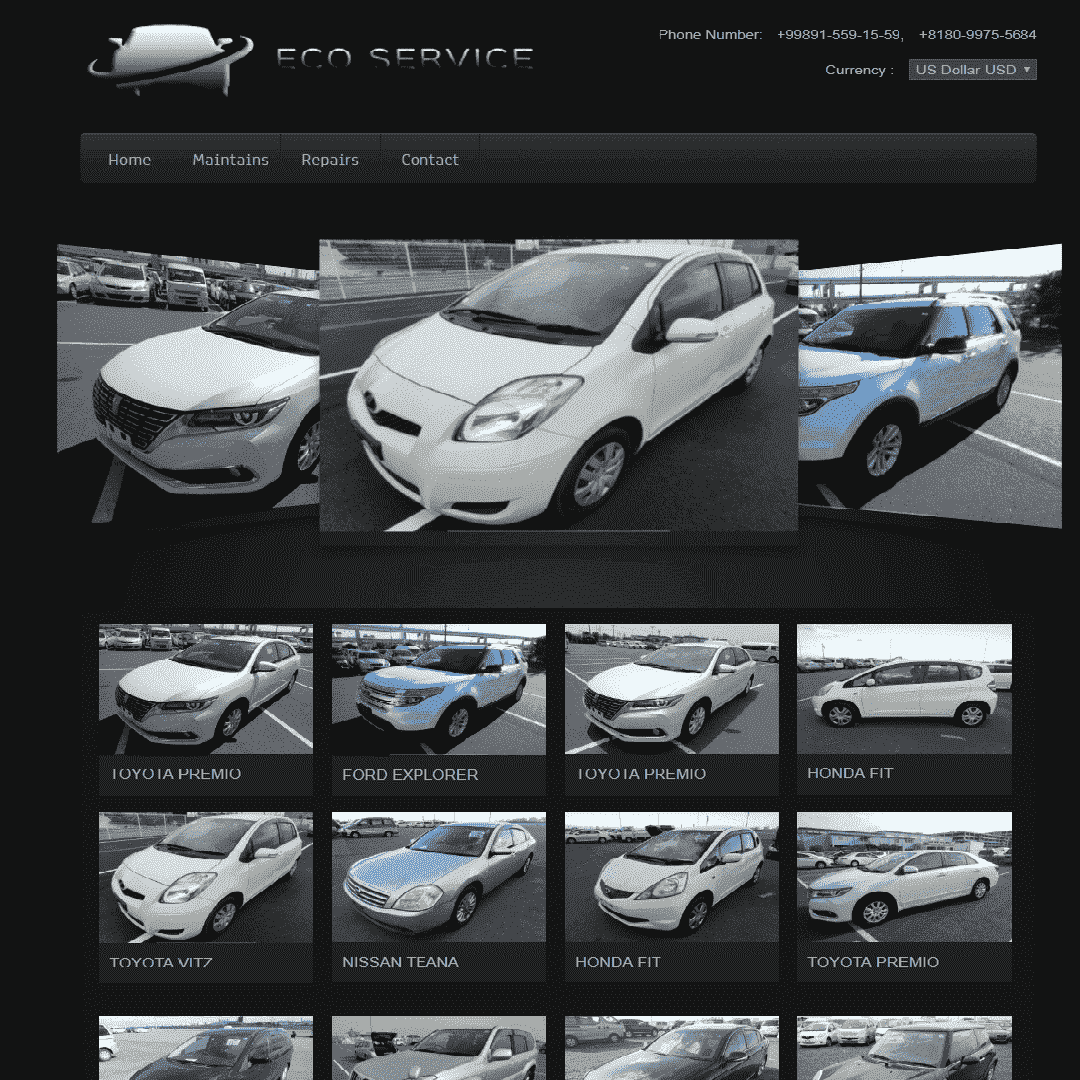 ECO SERVICE
Phone Number: +99891-559-15-59, +8180-9975-5684
Currency : US Dollar USD
Home Maintains Repairs Contact
TOYOTA PREMIO FORD EXPLORER TOYOTA PREMIO HONDA FIT
TOYOTA VITZ NISSAN TEANA HONDA FIT TOYOTA PREMIO